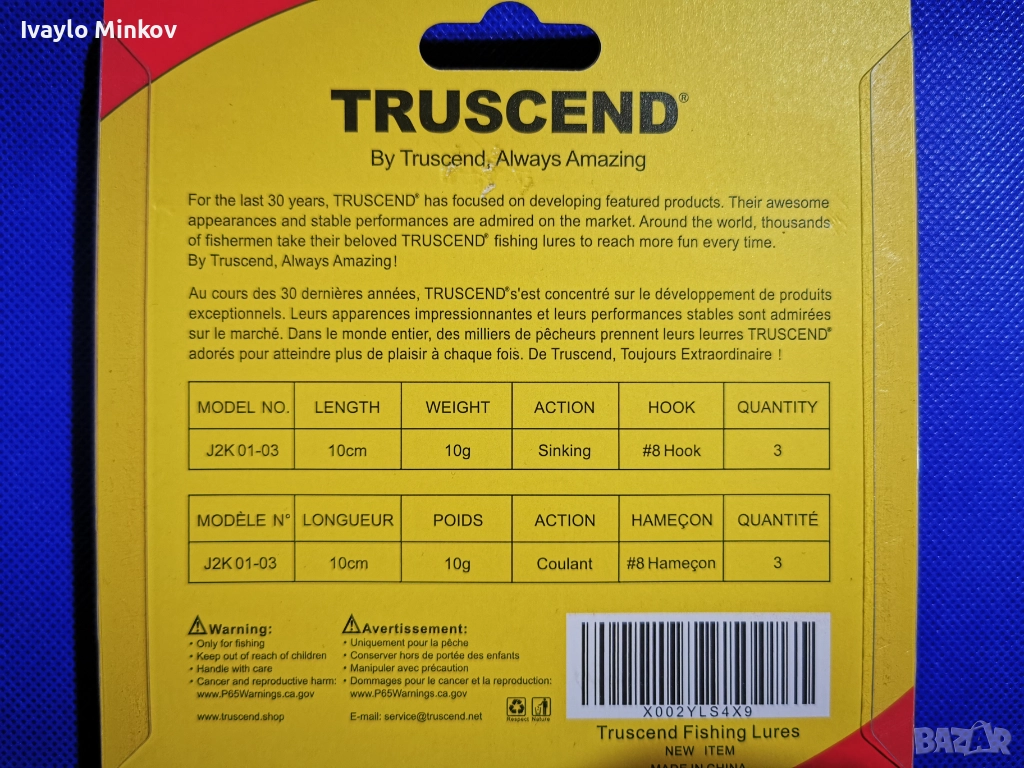 Ivaylo Minkov
TRUSCEND®
By Truscend, Always Amazing
For the last 30 years, TRUSCEND® has focused on developing featured products. Their awesome
appearances and stable performances are admired on the market. Around the world, thousands
of fishermen take their beloved TRUSCEND® fishing lures to reach more fun every time.
By Truscend, Always Amazing!
Au cours des 30 dernières années, TRUSCEND® s'est concentré sur le développement de produits
exceptionnels. Leurs apparences impressionnantes et leurs performances stables sont admirées
sur le marché. Dans le monde entier, des milliers de pêcheurs prennent leurs leurres TRUSCEND®
adorés pour atteindre plus de plaisir à chaque fois. De Truscend, Toujours Extraordinaire !
MODEL NO. LENGTH WEIGHT ACTION HOOK QUANTITY
J2K 01-03 10cm 10g Sinking #8 Hook 3
MODÈLE N° LONGUEUR POIDS ACTION HAMEÇON QUANTITÉ
J2K 01-03 10cm 10g Coulant #8 Hameçon 3
Warning:
• Only for fishing
• Keep out of reach of children
• Handle with care
• Cancer and reproductive harm:
www.P65Warnings.ca.gov
www.truscend.shop
Avertissement:
• Uniquement pour la pêche
• Conserver hors de portée des enfants
• Manipuler avec précaution
• Dommages pour le cancer et la reproduction:
www.P65Warnings.ca.gov
E-mail: service@truscend.net
Respect Nature
X002YLS4X9
Truscend Fishing Lures
NEW ITEM
MADE IN CHINA
BAZAR